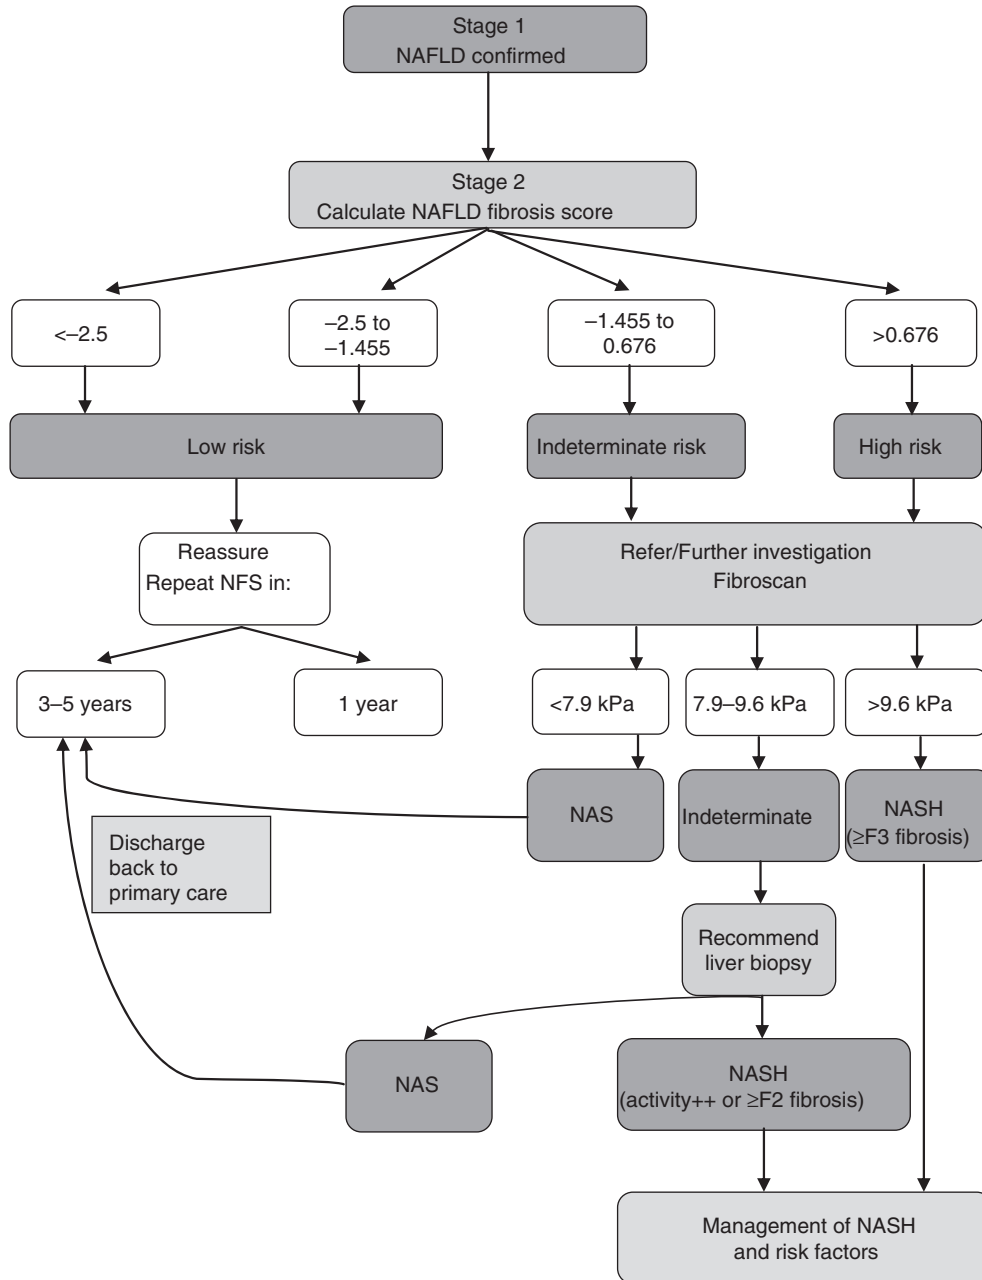 Stage 1
NAFLD confirmed
Stage 2
Calculate NAFLD fibrosis score
<–2.5
–2.5 to
–1.455
–1.455 to
0.676
>0.676
Low risk
Indeterminate risk
High risk
Reassure
Repeat NFS in:
Refer/Further investigation
Fibroscan
3–5 years
1 year
<7.9 kPa
7.9–9.6 kPa
>9.6 kPa
NAS
Indeterminate
NASH
(≥F3 fibrosis)
Discharge
back to
primary care
Recommend
liver biopsy
NAS
NASH
(activity++ or ≥F2 fibrosis)
Management of NASH
and risk factors